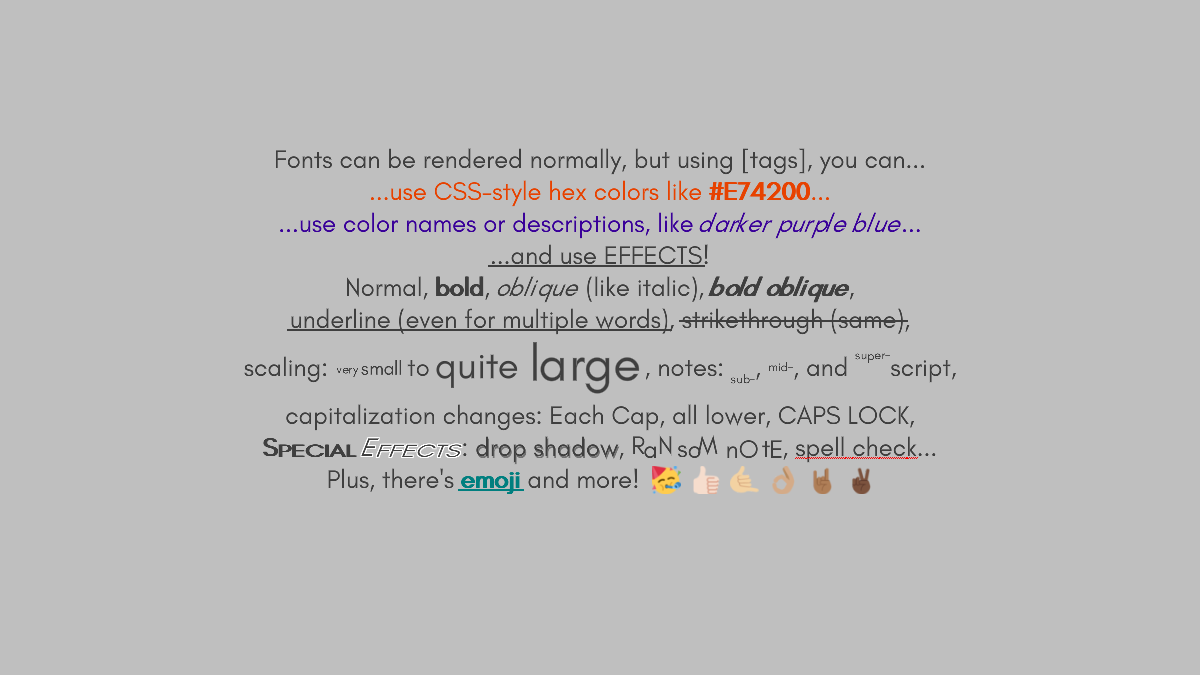 Fonts can be rendered normally, but using [tags], you can...
...use CSS-style hex colors like #E74200...
...use color names or descriptions, like darker purple blue...
...and use EFFECTS!
Normal, bold, oblique (like italic), bold oblique,
underline (even for multiple words), strikethrough (same),
scaling: very small to quite large, notes: sub-, mid-, and super-script,
capitalization changes: Each Cap, all lower, CAPS LOCK,
SPECIAL EFFECTS: drop shadow, RaNsoM nOtE, spell check...
Plus, there's emoji and more! 🥳 👍🏻 🤙🏼 👌🏽 🤘🏾 ✌🏿